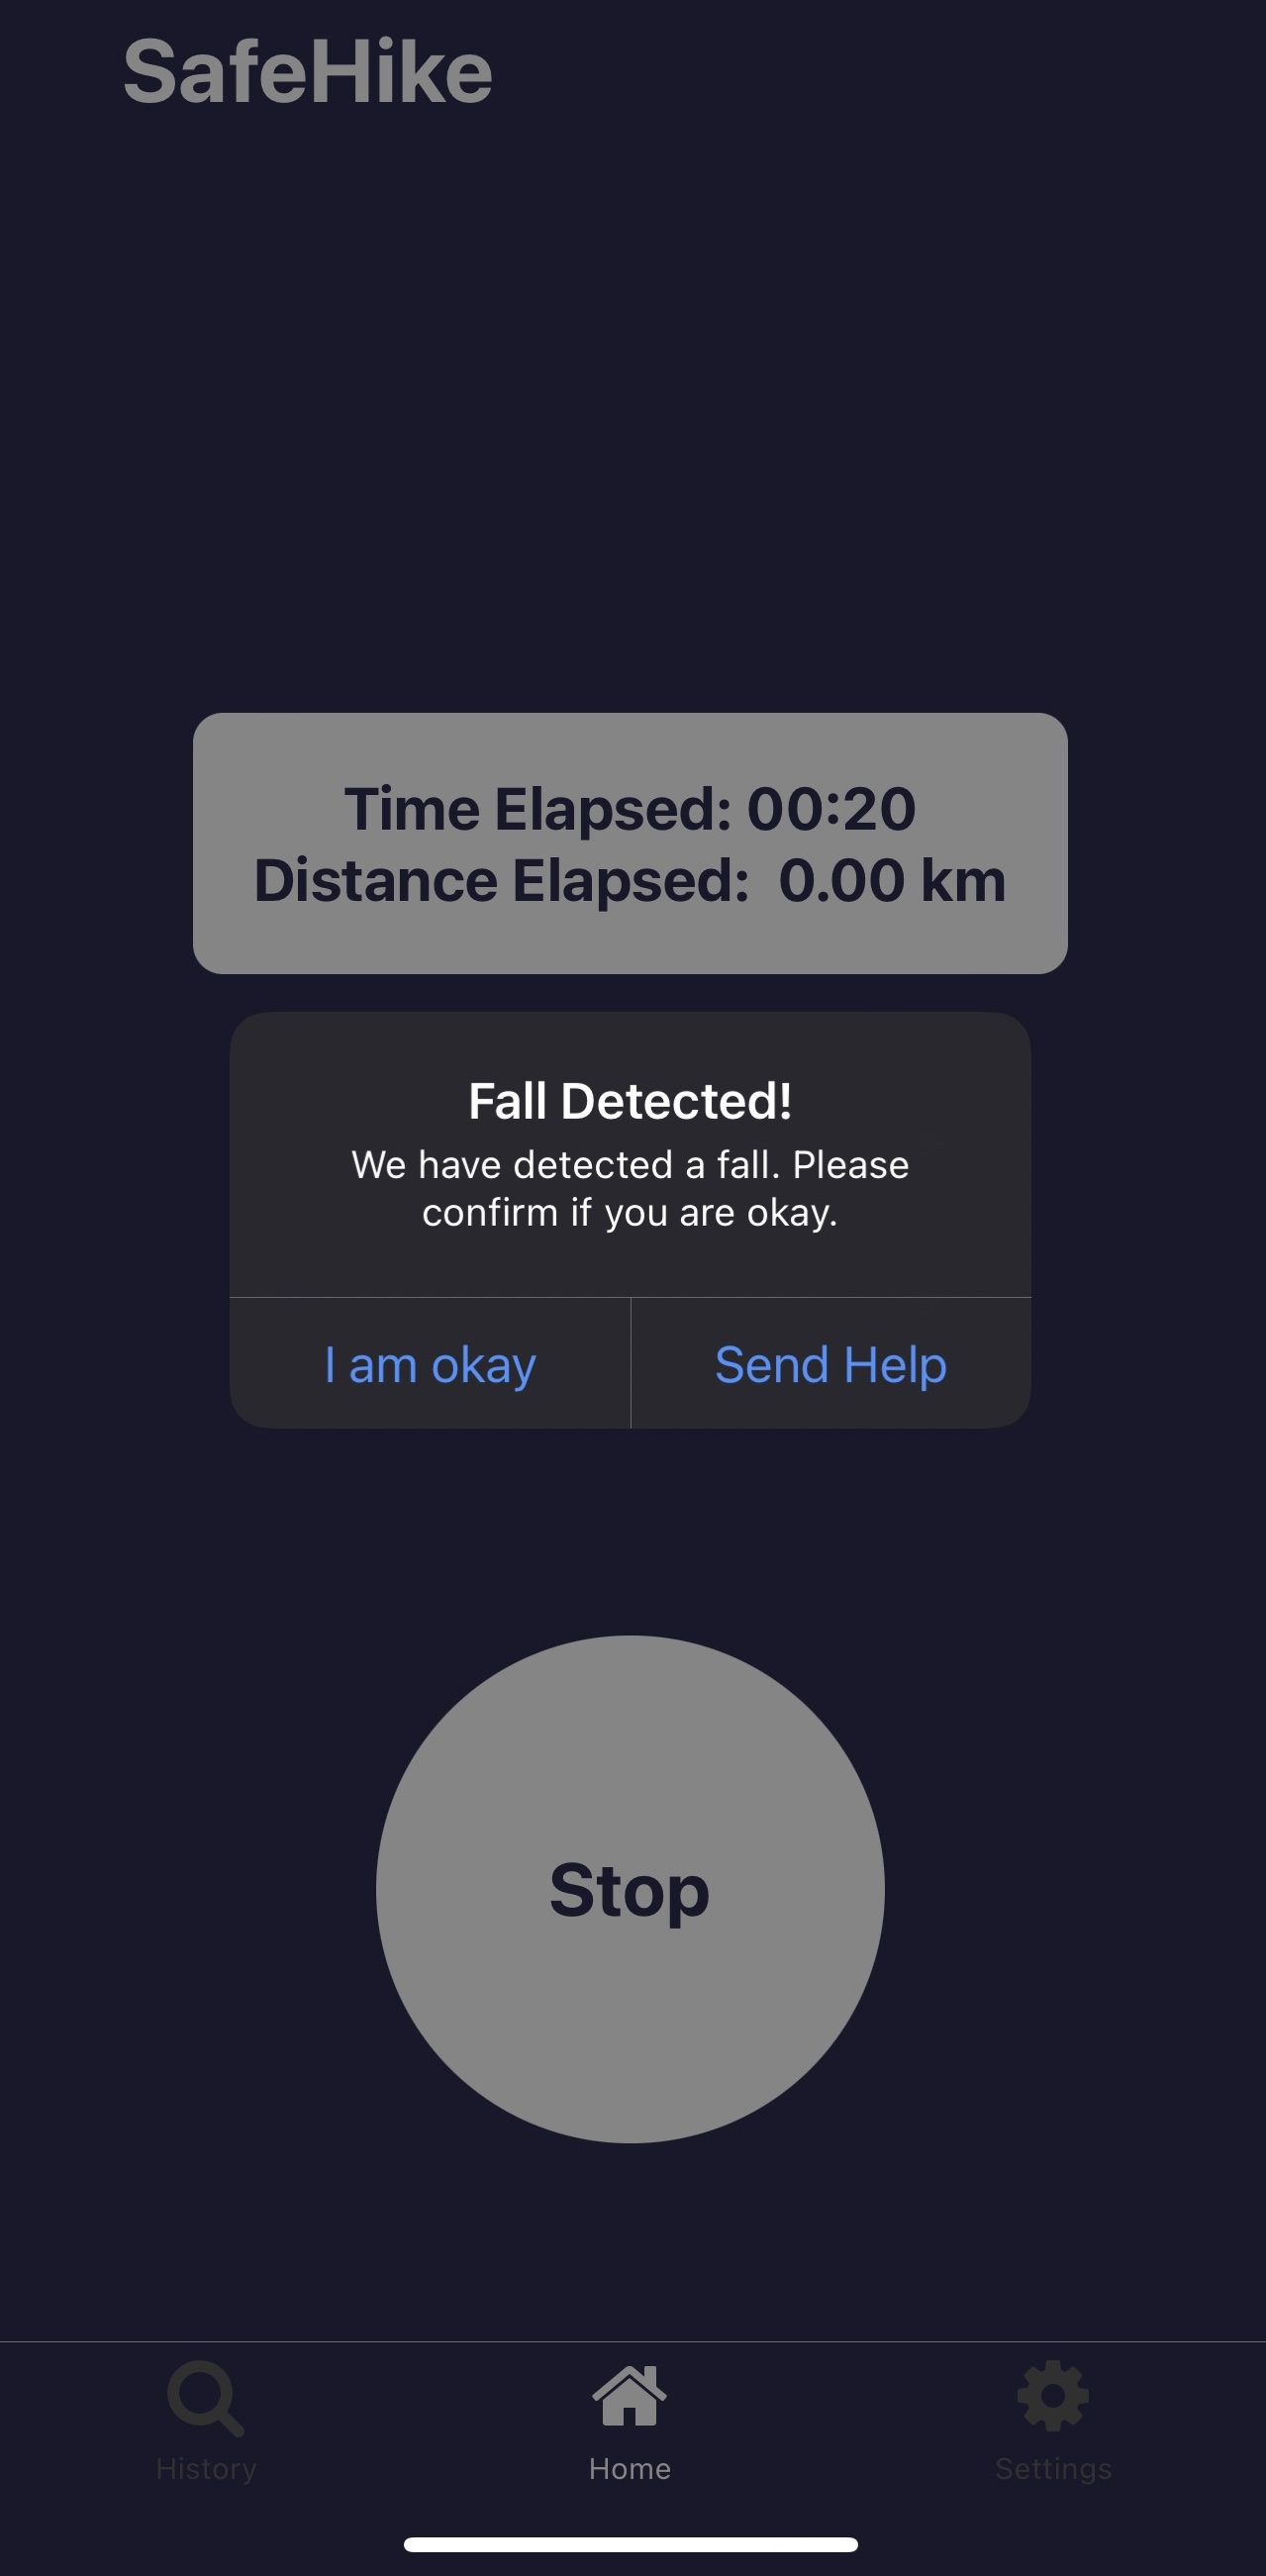 SafeHike
Time Elapsed: 00:20
Distance Elapsed:  0.00 km
Fall Detected!
We have detected a fall. Please
confirm if you are okay.
I am okay
Send Help
Stop
History
Home
Settings